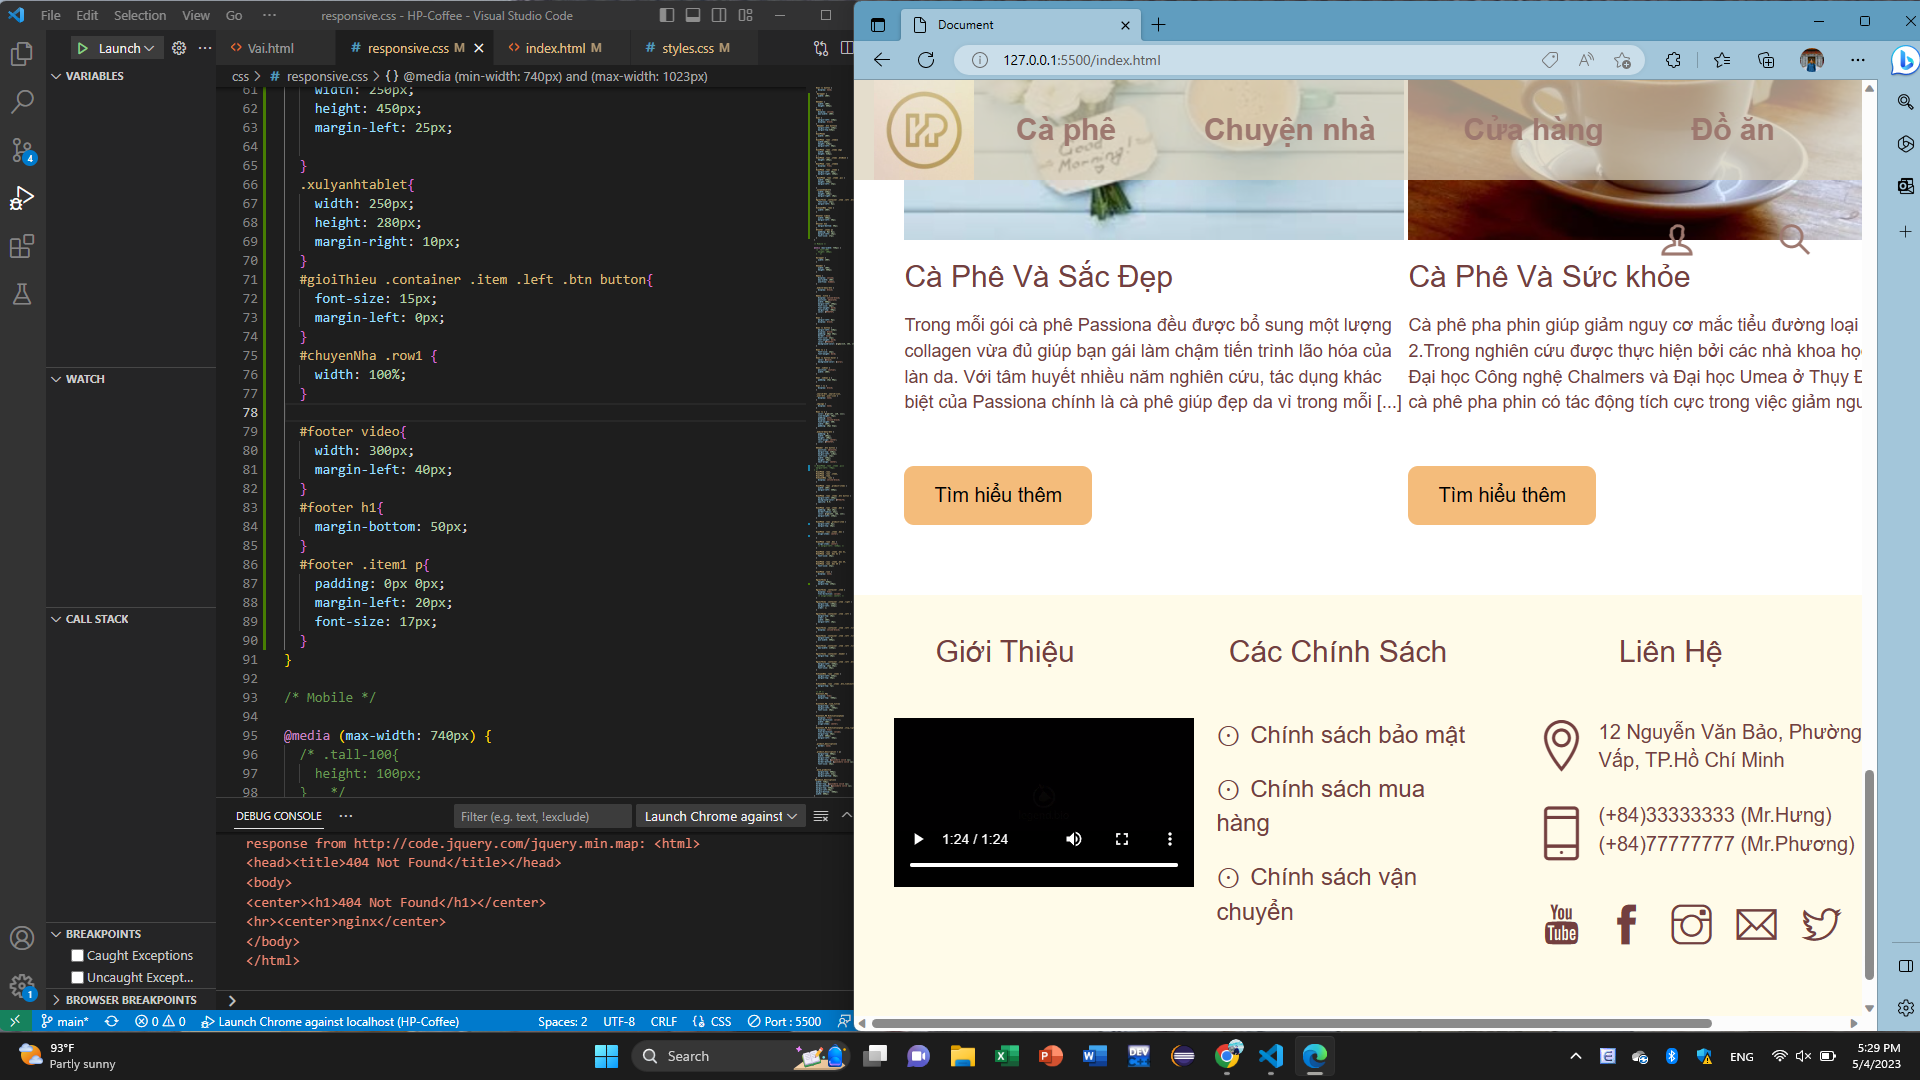 File Edit Selection View Go ··· responsive.css - HP-Coffee - Visual Studio Code
Launch ··· Vai.html # responsive.css M index.html M # styles.css M
VARIABLES
css > # responsive.css > { } @media (min-width: 740px) and (max-width: 1023px)
61 width: 250px;
62 height: 450px;
63 margin-left: 25px;
64
65 }
66 .xulyanhtablet{
67 width: 250px;
68 height: 280px;
69 margin-right: 10px;
70 }
71 #gioiThieu .container .item .left .btn button{
72 font-size: 15px;
73 margin-left: 0px;
74 }
75 #chuyenNha .row1 {
76 width: 100%;
77 }
78
79 #footer video{
80 width: 300px;
81 margin-left: 40px;
82 }
83 #footer h1{
84 margin-bottom: 50px;
85 }
86 #footer .item1 p{
87 padding: 0px 0px;
88 margin-left: 20px;
89 font-size: 17px;
90 }
91 }
92
93 /* Mobile */
94
95 @media (max-width: 740px) {
96 /* .tall-100{
97 height: 100px;
98 } */
WATCH
CALL STACK
BREAKPOINTS
Caught Exceptions
Uncaught Except...
BROWSER BREAKPOINTS
4
1
DEBUG CONSOLE ··· Filter (e.g. text, !exclude) Launch Chrome against
response from http://code.jquery.com/jquery.min.map: <html>
<head><title>404 Not Found</title></head>
<body>
<center><h1>404 Not Found</h1></center>
<hr><center>nginx</center>
</body>
</html>
>
main* 0 0 Launch Chrome against localhost (HP-Coffee) Spaces: 2 UTF-8 CRLF CSS Port : 5500
Document
127.0.0.1:5500/index.html
HP
Cà phê Chuyện nhà Cửa hàng Đồ ăn
Good
Morning!
Cà Phê Và Sắc Đẹp
Trong mỗi gói cà phê Passiona đều được bổ sung một lượng
collagen vừa đủ giúp bạn gái làm chậm tiến trình lão hóa của
làn da. Với tâm huyết nhiều năm nghiên cứu, tác dụng khác
biệt của Passiona chính là cà phê giúp đẹp da vì trong mỗi [...]
Tìm hiểu thêm
Cà Phê Và Sức khỏe
Cà phê pha phin giúp giảm nguy cơ mắc tiểu đường loại
2.Trong nghiên cứu được thực hiện bởi các nhà khoa họ
Đại học Công nghệ Chalmers và Đại học Umea ở Thụy Đ
cà phê pha phin có tác động tích cực trong việc giảm ngu
Tìm hiểu thêm
Giới Thiệu
1:24 / 1:24
Các Chính Sách
Chính sách bảo mật
Chính sách mua
hàng
Chính sách vận
chuyển
Liên Hệ
12 Nguyễn Văn Bảo, Phường
Vấp, TP.Hồ Chí Minh
(+84)33333333 (Mr.Hưng)
(+84)77777777 (Mr.Phương)
You
Tube
93°F
Partly sunny
Search
DEV
ENG
5:29 PM
5/4/2023